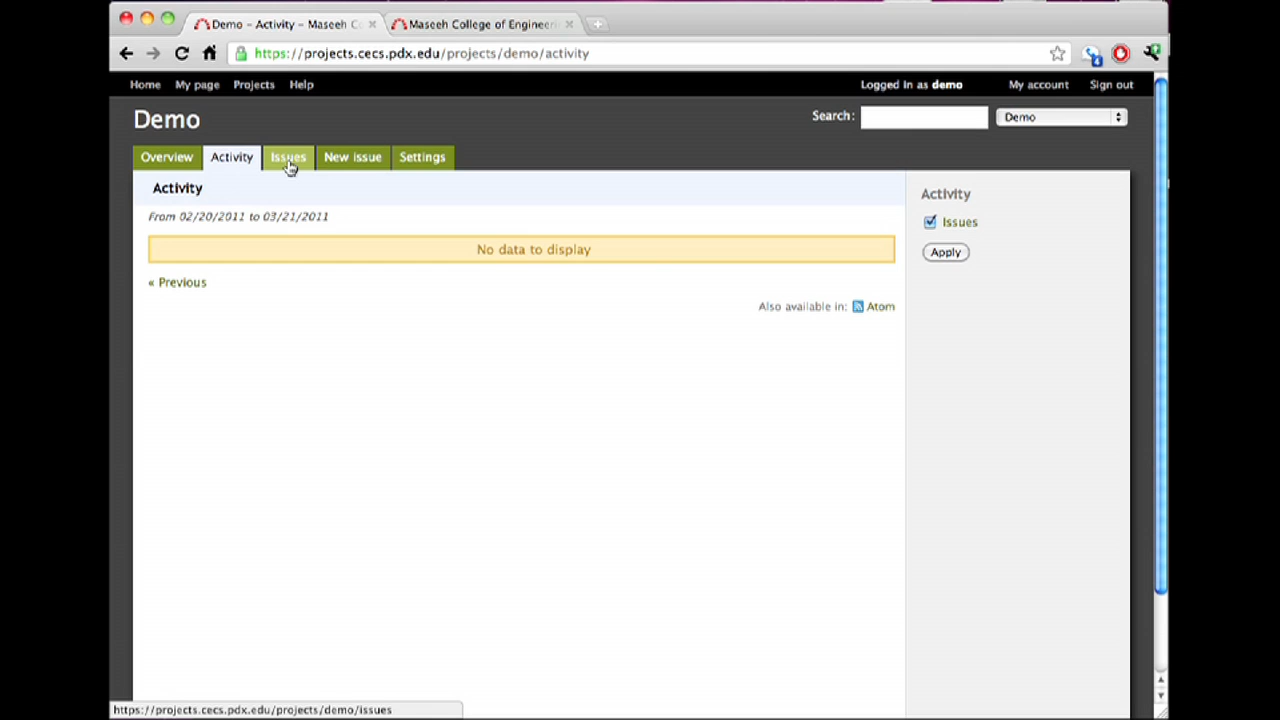 Demo – Activity – Maseeh Co
Maseeh College of Engineeri
https://projects.cecs.pdx.edu/projects/demo/activity
4
Home My page Projects Help Logged in as demo My account Sign out
Demo
Search: Demo
Overview Activity Issues New issue Settings
Activity
From 02/20/2011 to 03/21/2011
No data to display
« Previous
Also available in: Atom
Activity
Issues
Apply
https://projects.cecs.pdx.edu/projects/demo/issues